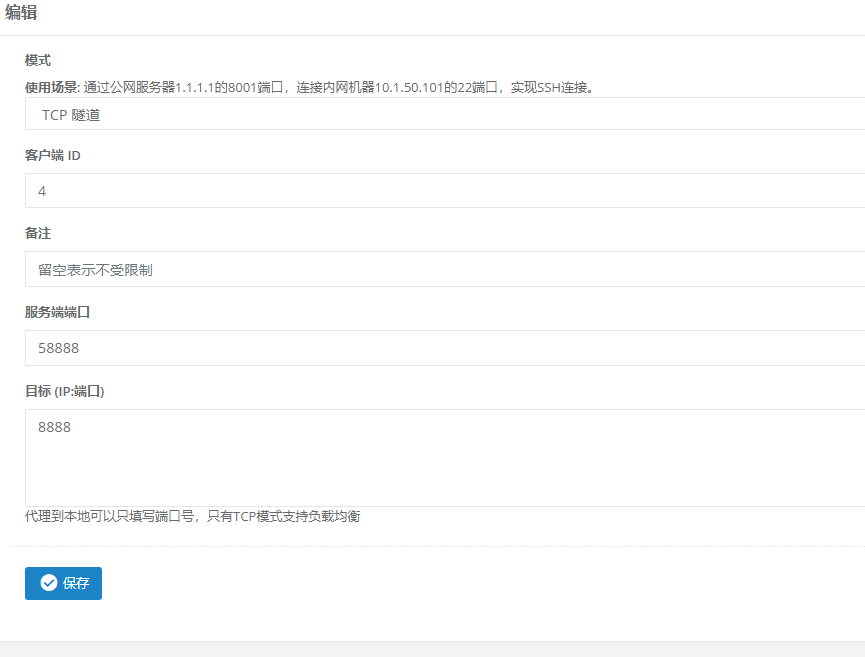 编辑
模式
使用场景: 通过公网服务器1.1.1.1的8001端口，连接内网机器10.1.50.101的22端口，实现SSH连接。
TCP 隧道
客户端 ID
4
备注
留空表示不受限制
服务端端口
58888
目标 (IP:端口)
8888
代理到本地可以只填写端口号，只有TCP模式支持负载均衡
保存